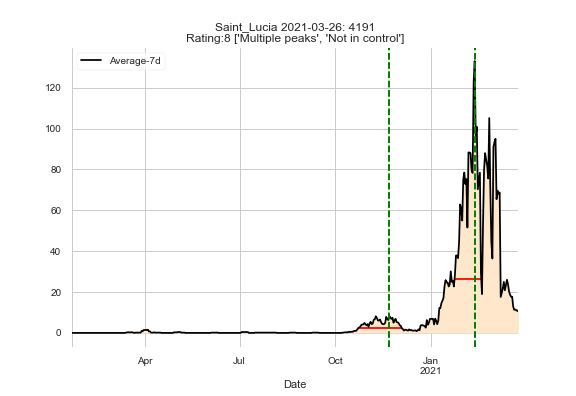 Saint_Lucia 2021-03-26: 4191
Rating:8 ['Multiple peaks', 'Not in control']
Average-7d
120
100
80
60
40
20
0
Apr
Jul
Oct
Jan
2021
Date